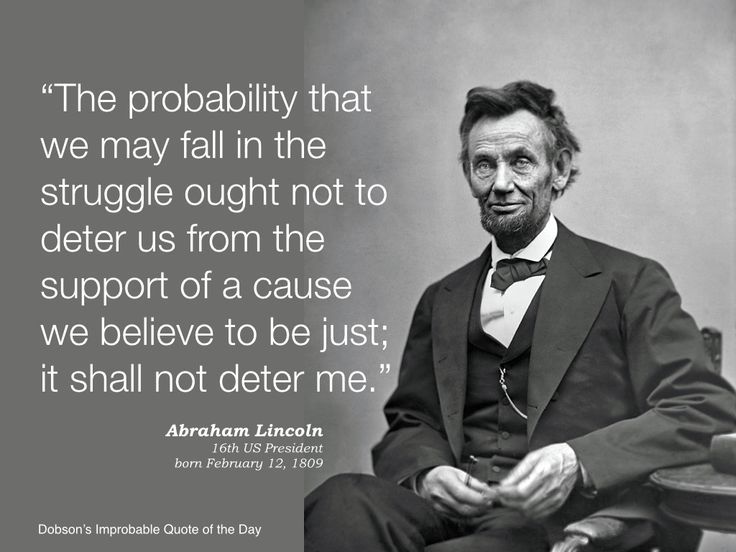 “The probability that
we may fall in the
struggle ought not to
deter us from the
support of a cause
we believe to be just;
it shall not deter me.”
Abraham Lincoln
16th US President
born February 12, 1809
Dobson’s Improbable Quote of the Day